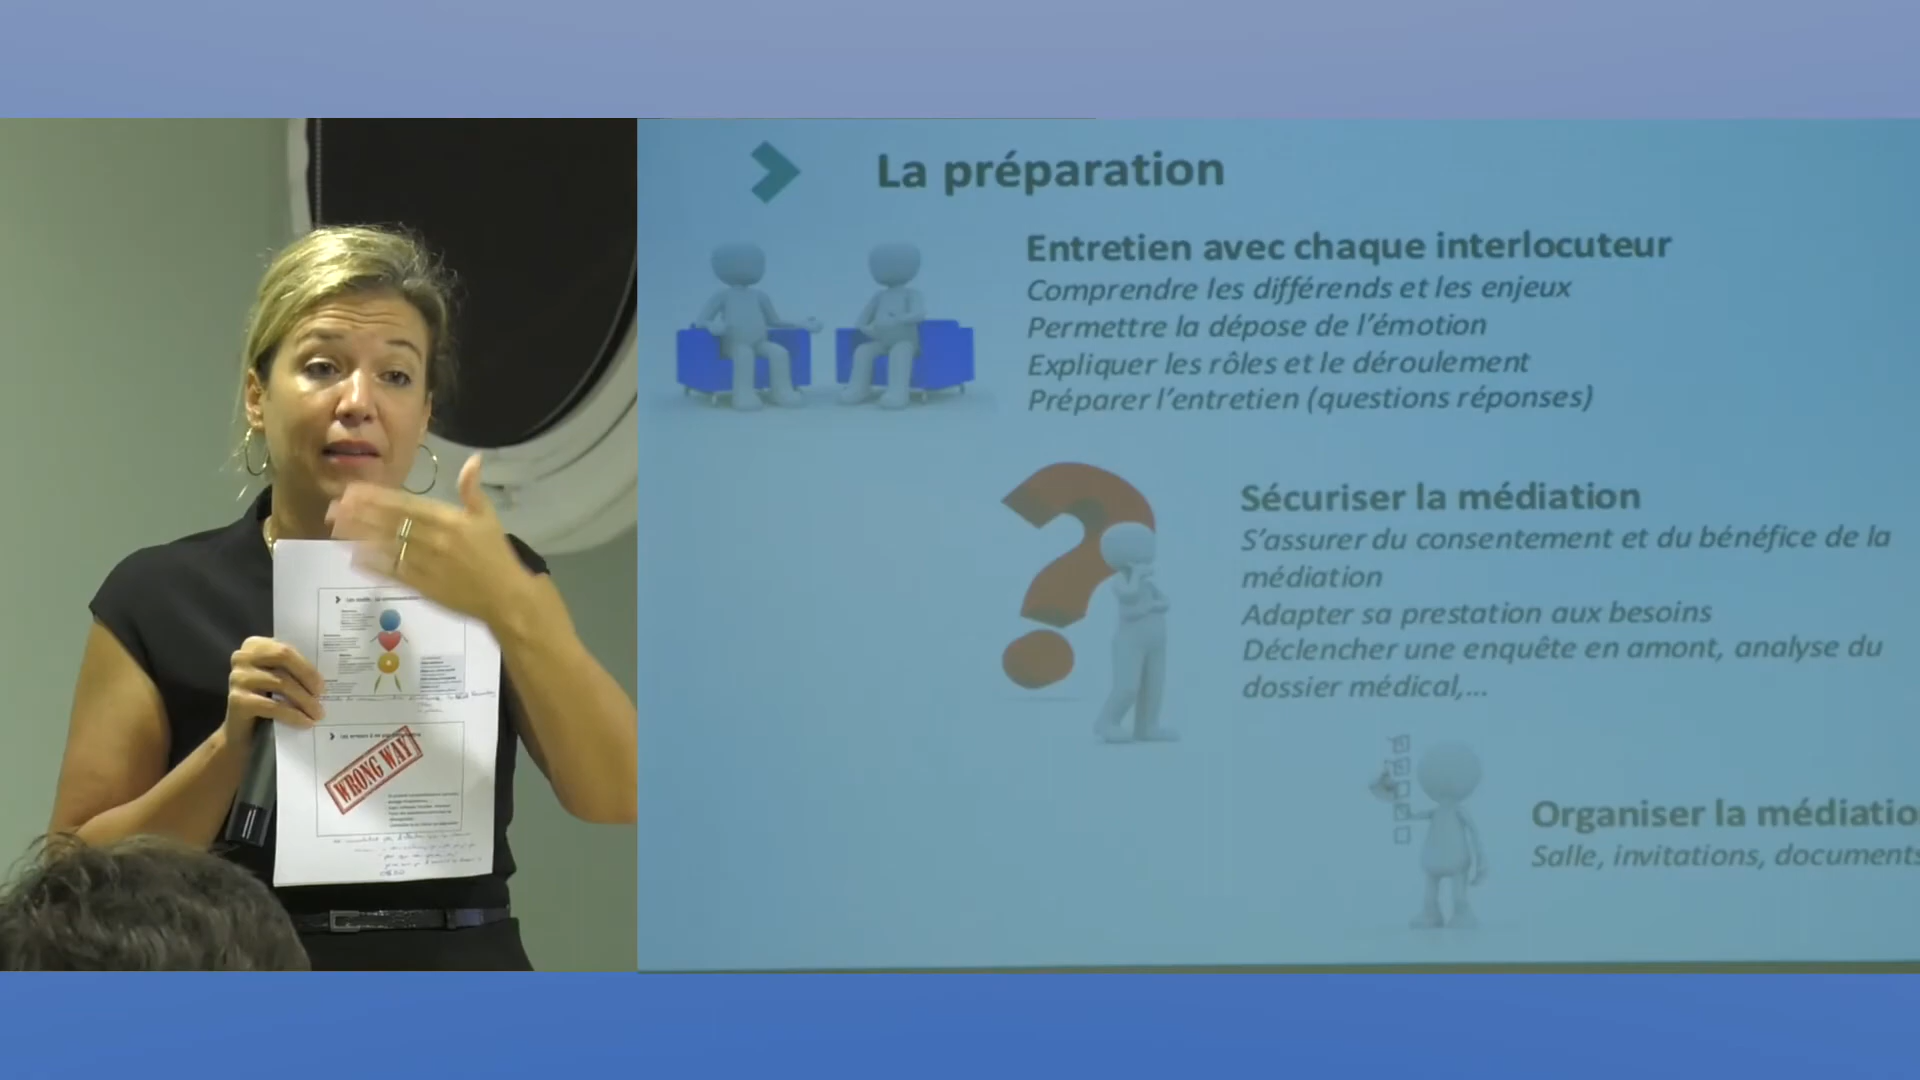 La préparation
Entretien avec chaque interlocuteur
Comprendre les différends et les enjeux
Permettre la dépose de l'émotion
Expliquer les rôles et le déroulement
Préparer l'entretien (questions réponses)
Sécuriser la médiation
S'assurer du consentement et du bénéfice de la
médiation
Adapter sa prestation aux besoins
Déclencher une enquête en amont, analyse du
dossier médical,...
Organiser la médiatio
Salle, invitations, documents
WRONG WAY